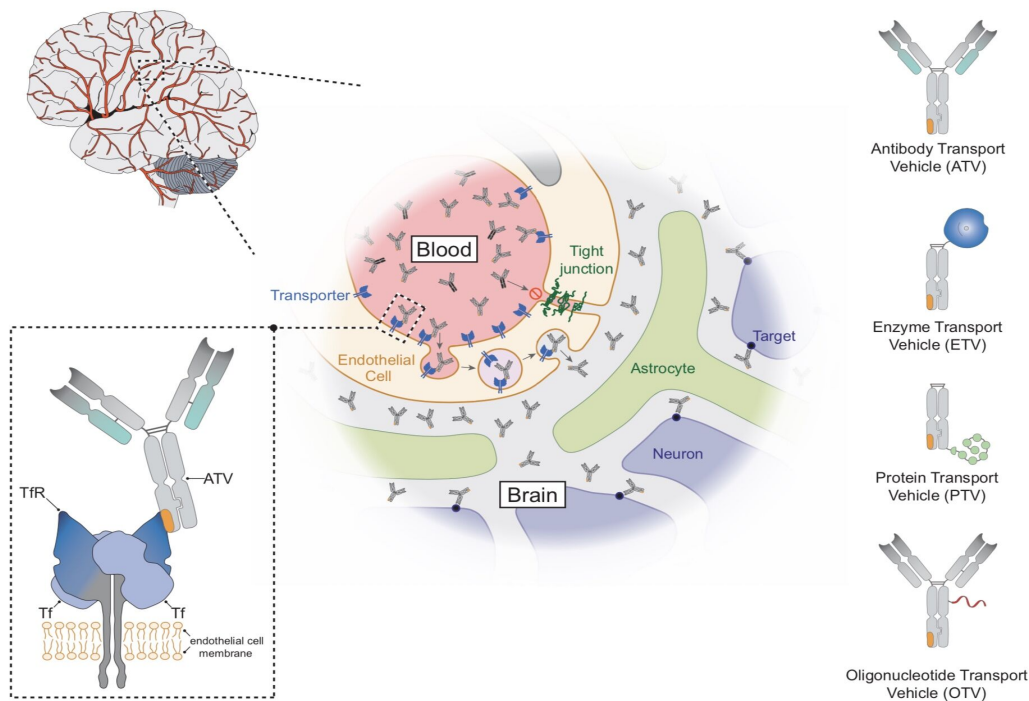 Blood
Tight
junction
Transporter
Endothelial
Cell
Astrocyte
Target
Neuron
Brain
TfR
ATV
Tf
Tf
endothelial cell
membrane
Antibody Transport
Vehicle (ATV)
Enzyme Transport
Vehicle (ETV)
Protein Transport
Vehicle (PTV)
Oligonucleotide Transport
Vehicle (OTV)